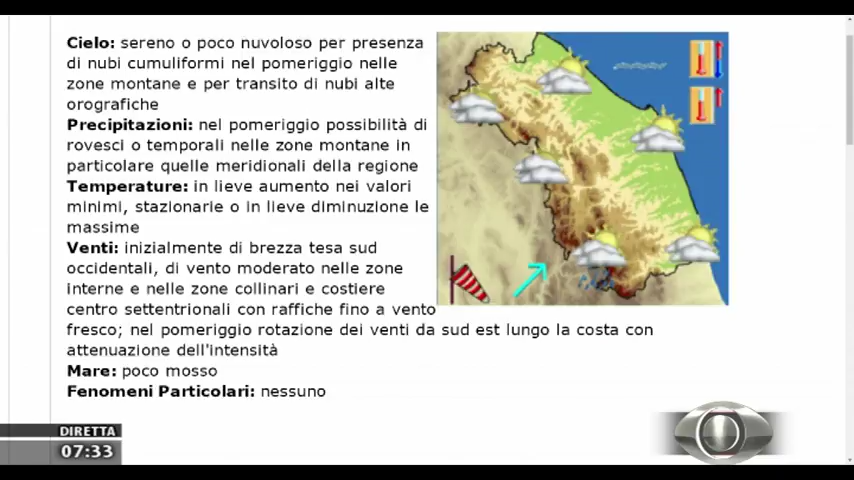 Cielo: sereno o poco nuvoloso per presenza
di nubi cumuliformi nel pomeriggio nelle
zone montane e per transito di nubi alte
orografiche
Precipitazioni: nel pomeriggio possibilità di
rovesci o temporali nelle zone montane in
particolare quelle meridionali della regione
Temperature: in lieve aumento nei valori
minimi, stazionarie o in lieve diminuzione le
massime
Venti: inizialmente di brezza tesa sud
occidentali, di vento moderato nelle zone
interne e nelle zone collinari e costiere
centro settentrionali con raffiche fino a vento
fresco; nel pomeriggio rotazione dei venti da sud est lungo la costa con
attenuazione dell'intensità
Mare: poco mosso
Fenomeni Particolari: nessuno
DIRETTA
07:33